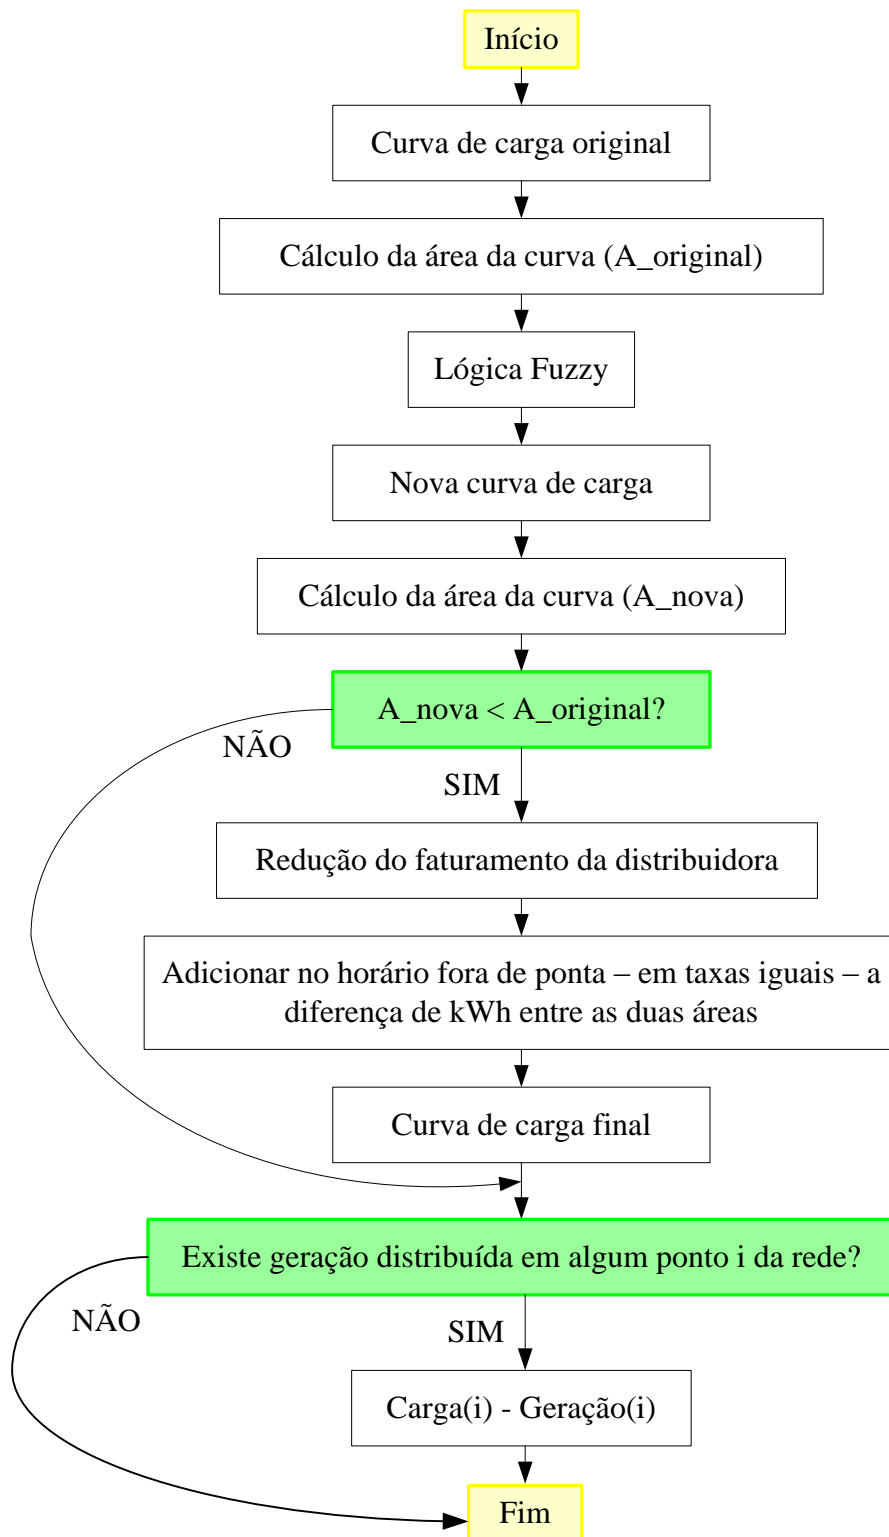 Início
Curva de carga original
Cálculo da área da curva (A_original)
Lógica Fuzzy
Nova curva de carga
Cálculo da área da curva (A_nova)
A_nova < A_original?
NÃO
SIM
Redução do faturamento da distribuidora
Adicionar no horário fora de ponta – em taxas iguais – a
diferença de kWh entre as duas áreas
Curva de carga final
Existe geração distribuída em algum ponto i da rede?
NÃO
SIM
Carga(i) - Geração(i)
Fim